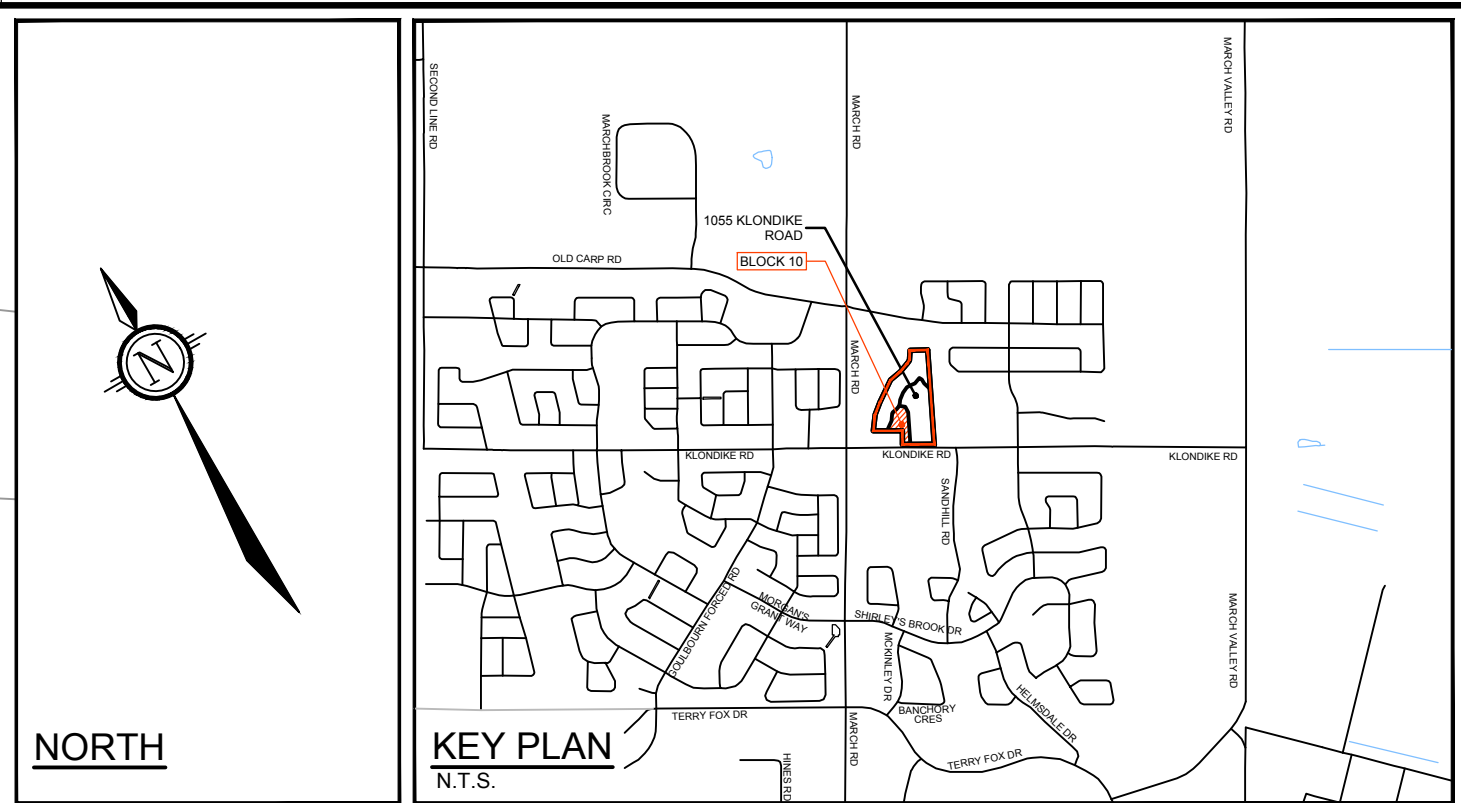 N
NORTH
SECOND LINE RD
MARCHBROOK CIRC
MARCH RD
MARCH VALLEY RD
1055 KLONDIKE
ROAD
BLOCK 10
OLD CARP RD
MARCH RD
KLONDIKE RD
KLONDIKE RD
KLONDIKE RD
SANDHILL RD
GOULBOURN FORCED RD
MORGAN'S
GRANT WAY
SHIRLEY'S BROOK DR
MCKINLEY DR
BANCHORY
CRES
HELMSDALE DR
MARCH VALLEY RD
TERRY FOX DR
MARCH RD
TERRY FOX DR
HINES RD
KEY PLAN
N.T.S.